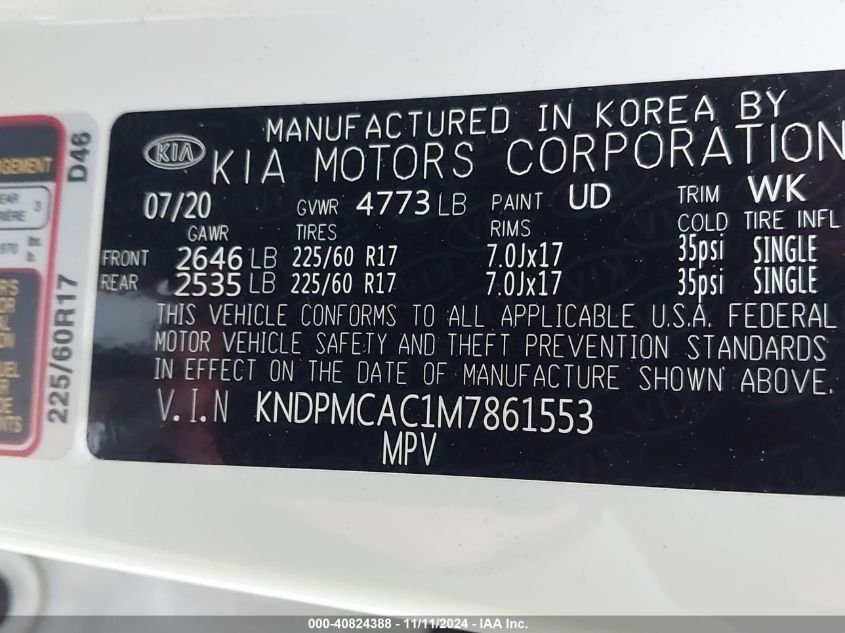 MANUFACTURED IN KOREA BY
KIA KIA MOTORS CORPORATION
07/20 GVWR 4773 LB PAINT UD TRIM WK
GAWR TIRES RIMS COLD TIRE INFL
FRONT 2646 LB 225/60 R17 7.0Jx17 35psi SINGLE
REAR 2535 LB 225/60 R17 7.0Jx17 35psi SINGLE
THIS VEHICLE CONFORMS TO ALL APPLICABLE U.S.A. FEDERAL
MOTOR VEHICLE SAFETY AND THEFT PREVENTION STANDARDS
IN EFFECT ON THE DATE OF MANUFACTURE SHOWN ABOVE.
V.I.N KNDPMCAC1M7861553
MPV
D46
225/60R17
000-40824388 - 11/11/2024 - IAA Inc.